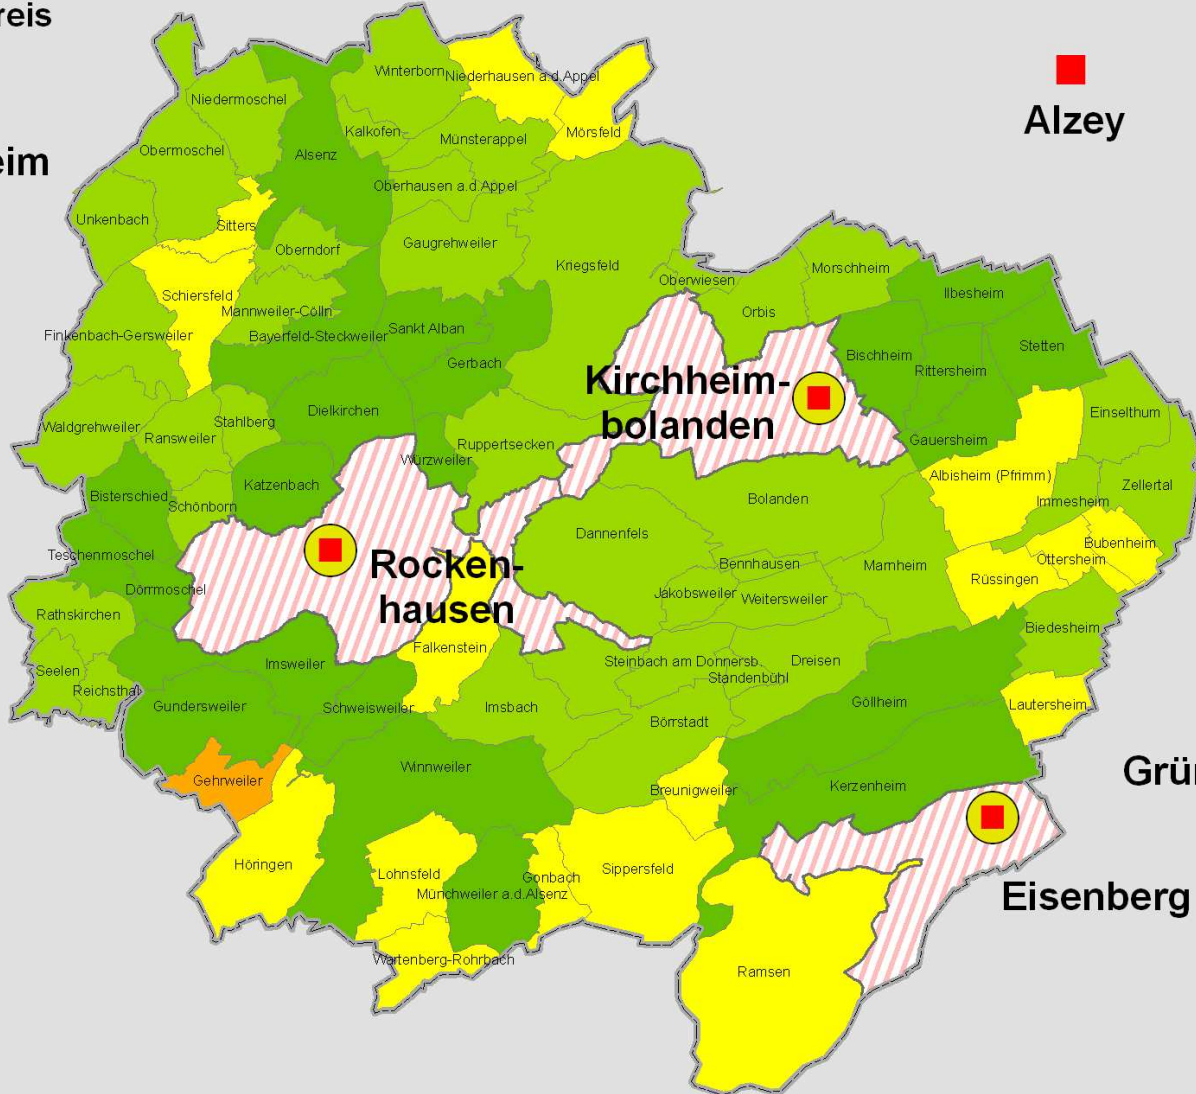 reis
Winterborn
Niederhausen a.d.Appel
Niedermoschel
Alzey
Kalkofen
Mörsfeld
Münsterappel
Obermoschel
Alsenz
eim
Oberhausen a.d.Appel
Unkenbach
Sitters
Gaugrehweiler
Oberndorf
Kriegsfeld
Morschheim
Oberwiesen
Schiersfeld
Ilbesheim
Mannweiler-Cölln
Orbis
Sankt Alban
Finkenbach-Gersweiler
Bayerfeld-Steckweiler
Stetten
Bischheim
Gerbach
Rittersheim
Kirchheim-
bolanden
Dielkirchen
Einselthum
Stahlberg
Waldgrehweiler
Ransweiler
Ruppertsecken
Gauersheim
Würzweiler
Albisheim (Pfrimm)
Katzenbach
Zellertal
Bisterschied
Bolanden
Immesheim
Schönborn
Dannenfels
Bubenheim
Teschenmoschel
Ottersheim
Bennhausen
Marnheim
Rocken-
hausen
Rüssingen
Dörrmoschel
Jakobsweiler
Weitersweiler
Rathskirchen
Biedesheim
Falkenstein
Imsweiler
Steinbach am Donnersb.
Dreisen
Seelen
Standenbühl
Reichsthal
Göllheim
Lautersheim
Gundersweiler
Schweisweiler
Imsbach
Börrstadt
Winnweiler
Grün
Gehrweiler
Kerzenheim
Breunigweiler
Höringen
Sippersfeld
Lohnsfeld
Gonbach
Münchweiler a.d.Alsenz
Eisenberg
Wartenberg-Rohrbach
Ramsen